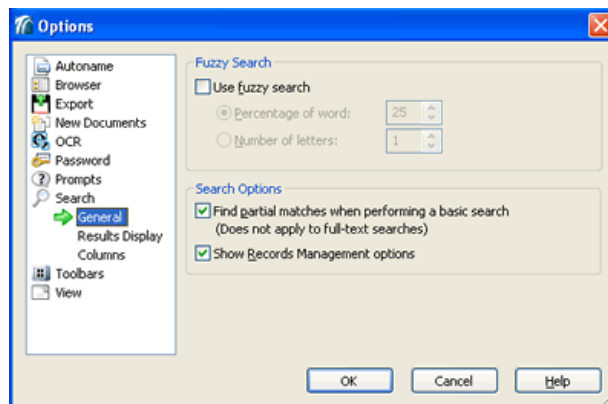 Options
Autoname
Browser
Export
New Documents
OCR
Password
Prompts
Search
General
Results Display
Columns
Toolbars
View
Fuzzy Search
Use fuzzy search
Percentage of word: 25
Number of letters: 1
Search Options
Find partial matches when performing a basic search
(Does not apply to full-text searches)
Show Records Management options
OK Cancel Help